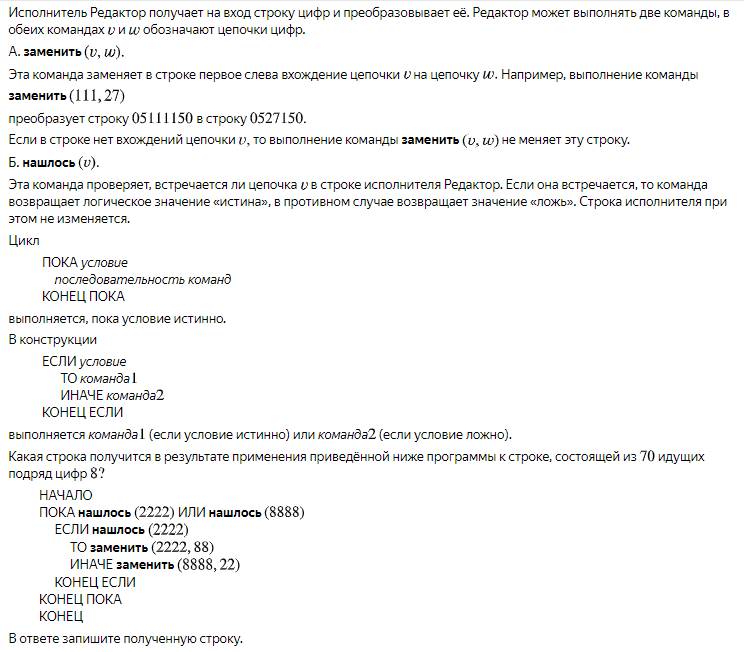 Исполнитель Редактор получает на вход строку цифр и преобразовывает её. Редактор может выполнять две команды, в
обеих командах v и w обозначают цепочки цифр.
А. заменить (v, w).
Эта команда заменяет в строке первое слева вхождение цепочки v на цепочку w. Например, выполнение команды
заменить (111, 27)
преобразует строку 05111150 в строку 0527150.
Если в строке нет вхождений цепочки v, то выполнение команды заменить (v, w) не меняет эту строку.
Б. нашлось (v).
Эта команда проверяет, встречается ли цепочка v в строке исполнителя Редактор. Если она встречается, то команда
возвращает логическое значение «истина», в противном случае возвращает значение «ложь». Строка исполнителя при
этом не изменяется.
Цикл
ПОКА условие
последовательность команд
КОНЕЦ ПОКА
выполняется, пока условие истинно.
В конструкции
ЕСЛИ условие
ТО команда1
ИНАЧЕ команда2
КОНЕЦ ЕСЛИ
выполняется команда1 (если условие истинно) или команда2 (если условие ложно).
Какая строка получится в результате применения приведённой ниже программы к строке, состоящей из 70 идущих
подряд цифр 8?
НАЧАЛО
ПОКА нашлось (2222) ИЛИ нашлось (8888)
ЕСЛИ нашлось (2222)
ТО заменить (2222, 88)
ИНАЧЕ заменить (8888, 22)
КОНЕЦ ЕСЛИ
КОНЕЦ ПОКА
КОНЕЦ
В ответе запишите полученную строку.